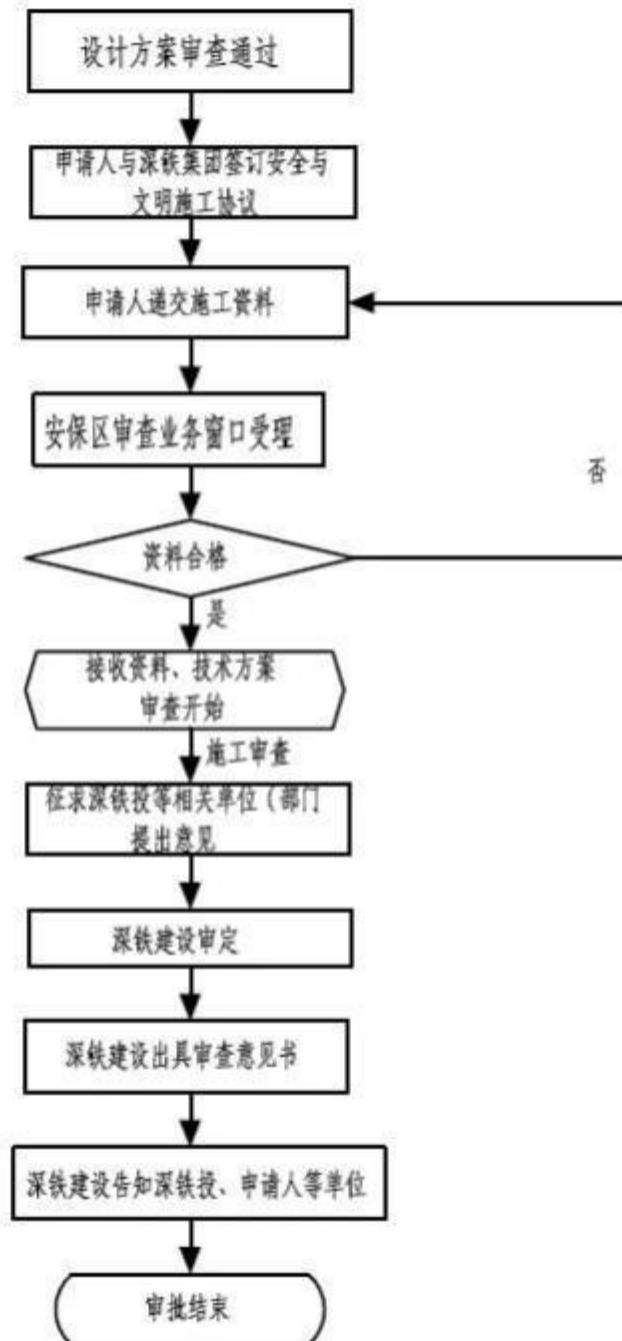 设计方案审查通过
申请人与深铁集团签订安全与
文明施工协议
申请人递交施工资料
安保区审查业务窗口受理
否
资料合格
是
接收资料、技术方案
审查开始
施工审查
征求深铁投等相关单位（部门
提出意见
深铁建设审定
深铁建设出具审查意见书
深铁建设告知深铁投、申请人等单位
审批结束